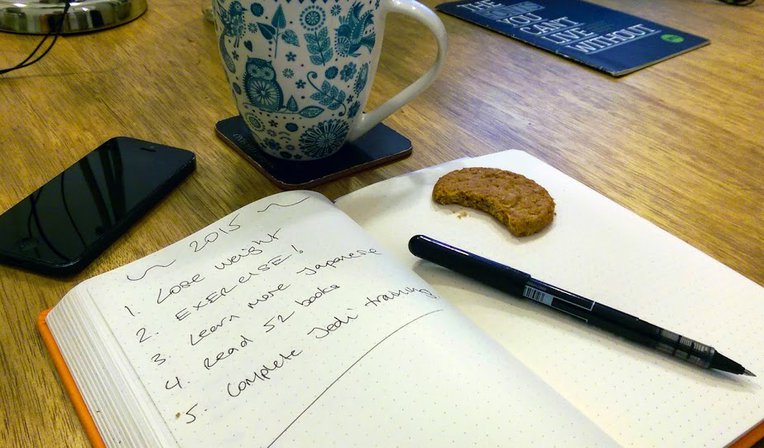 THE
YOU
CAN'T
LIVE
WITHOUT
~ 2015 ~
1. Lose weight
2. EXERCISE!
3. Learn more Japanese
4. Read 52 books
5. Complete Jedi training